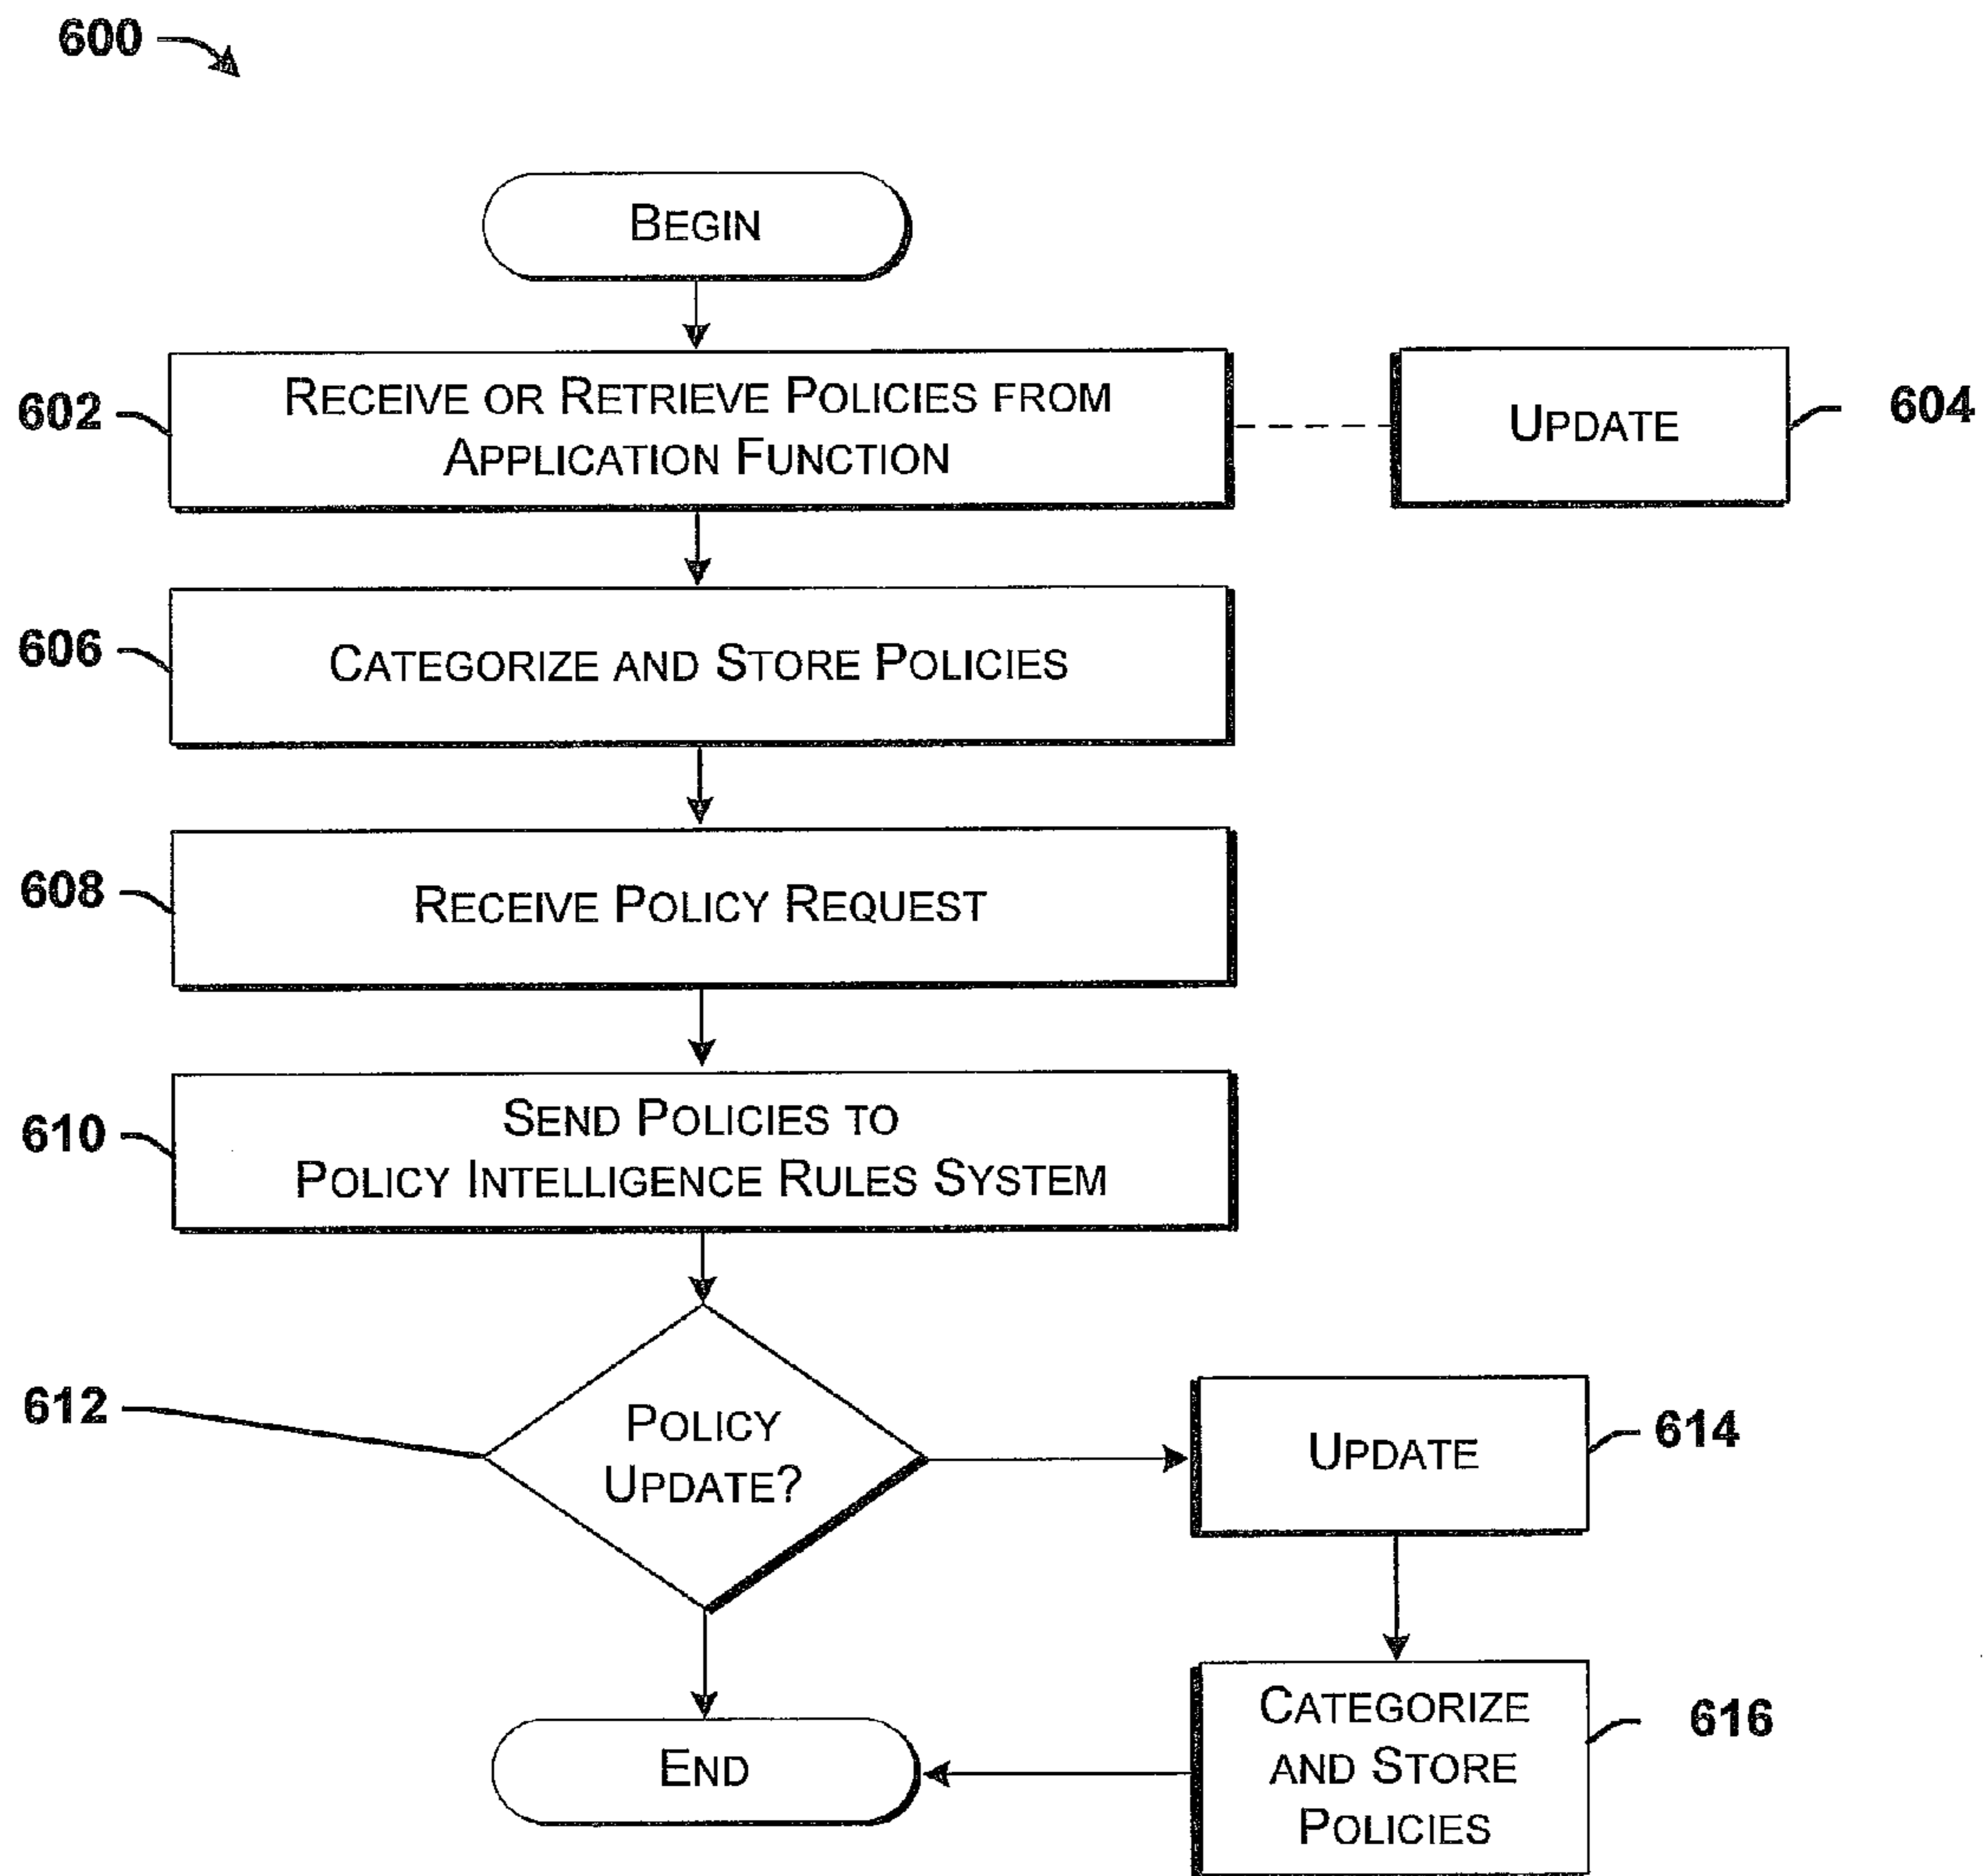 600
BEGIN
602
RECEIVE OR RETRIEVE POLICIES FROM
APPLICATION FUNCTION
UPDATE
604
606
CATEGORIZE AND STORE POLICIES
608
RECEIVE POLICY REQUEST
610
SEND POLICIES TO
POLICY INTELLIGENCE RULES SYSTEM
612
POLICY
UPDATE?
UPDATE
614
END
CATEGORIZE
AND STORE
POLICIES
616